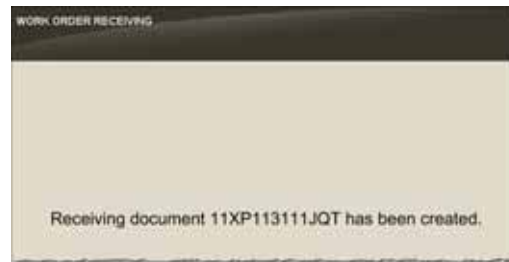 WORK ORDER RECEIVING
Receiving document 11XP113111JQT has been created.